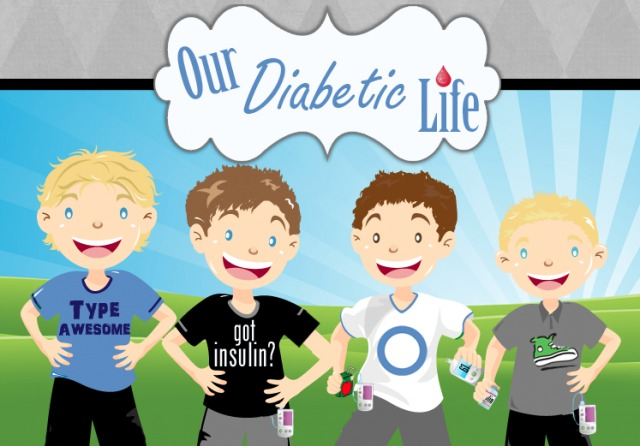 Our Diabetic Life
TYPE
AWESOME
got
insulin?